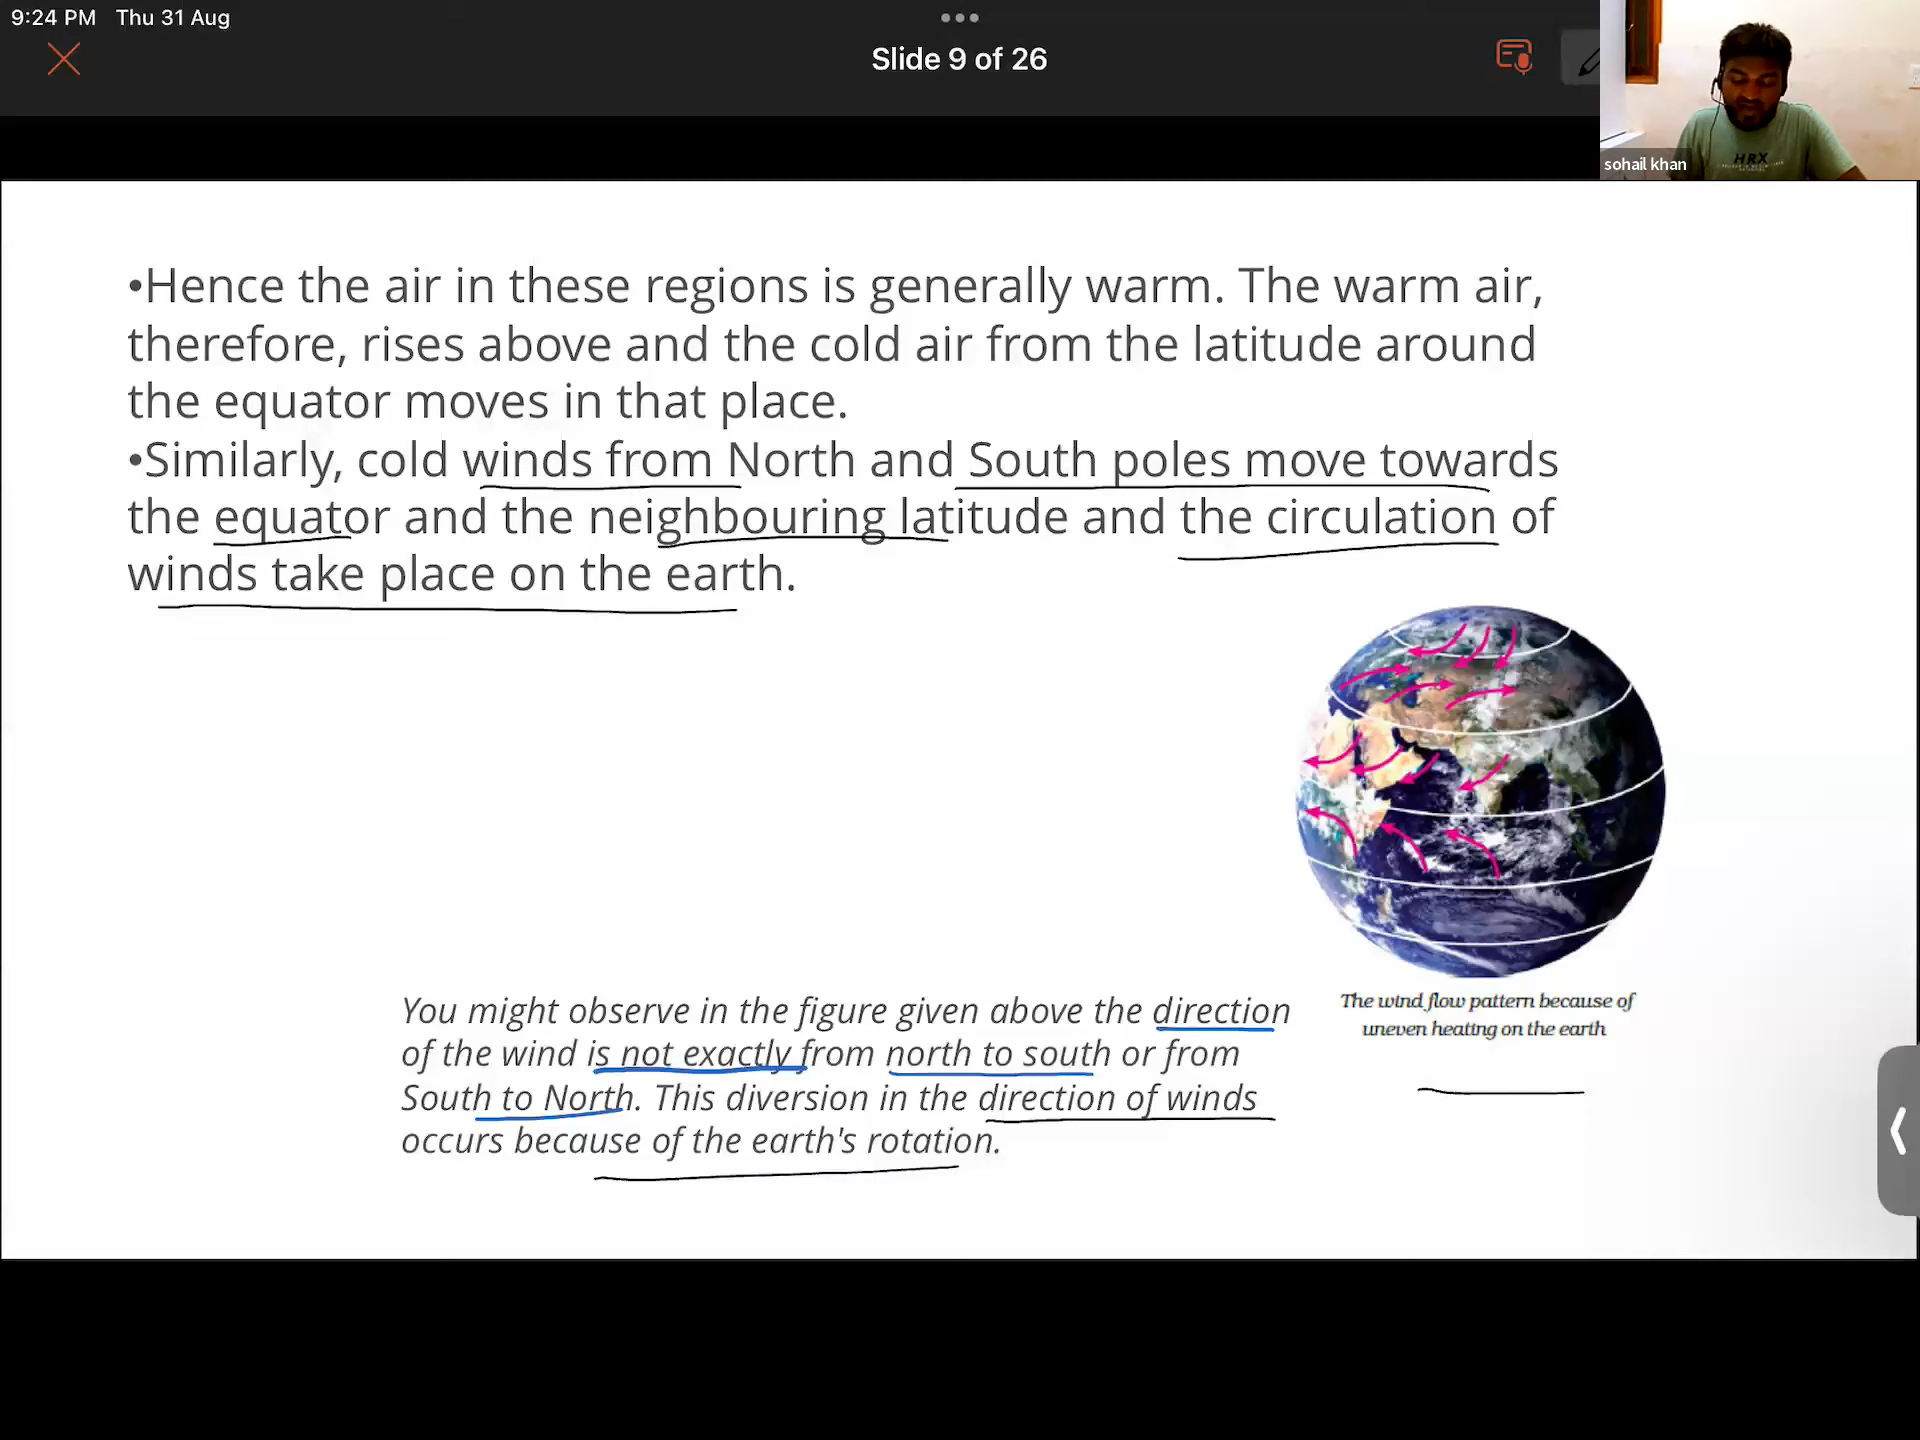 9:24 PM Thu 31 Aug
Slide 9 of 26
HRX
sohail khan
•Hence the air in these regions is generally warm. The warm air,
therefore, rises above and the cold air from the latitude around
the equator moves in that place.
•Similarly, cold winds from North and South poles move towards
the equator and the neighbouring latitude and the circulation of
winds take place on the earth.
You might observe in the figure given above the direction
of the wind is not exactly from north to south or from
South to North. This diversion in the direction of winds
occurs because of the earth's rotation.
The wind flow pattern because of
uneven heating on the earth